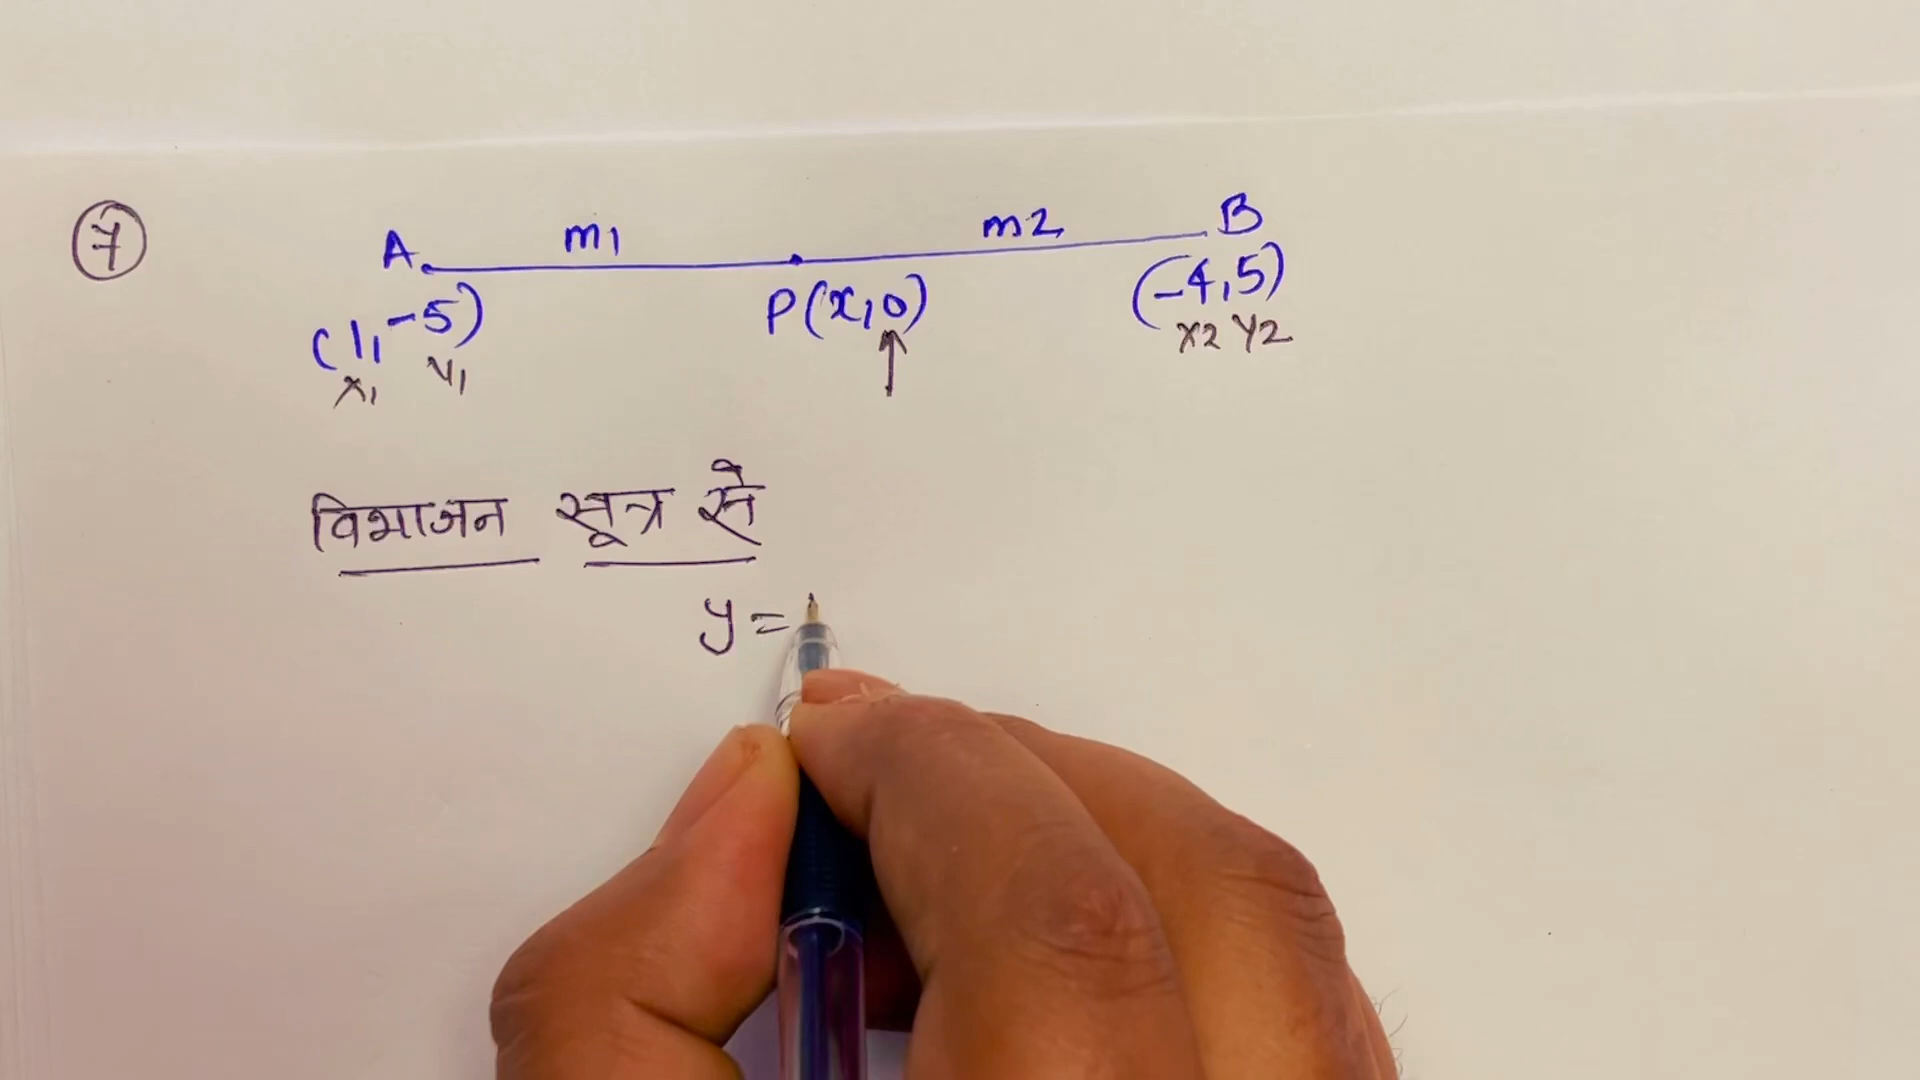 7
A m1 m2 B
(1,-5) P(x,0) (-4,5)
x1 y1 x2 y2
विभाजन सूत्र से
y=